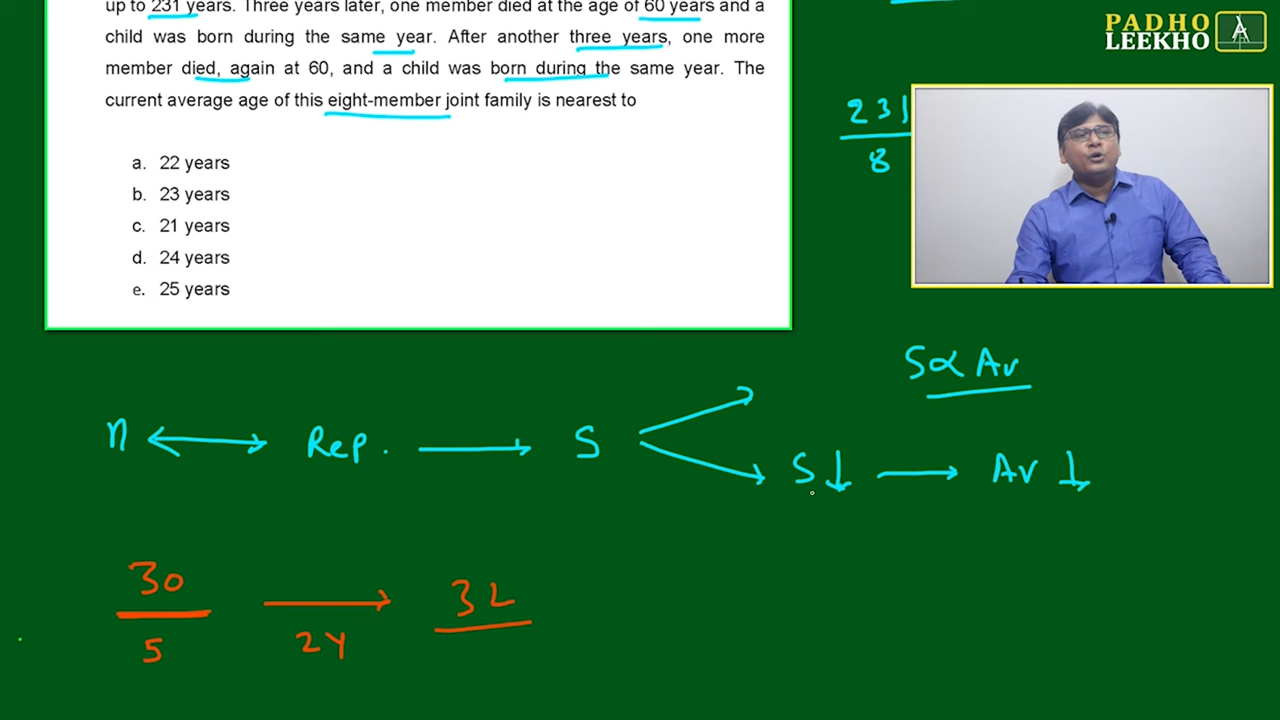 up to 231 years. Three years later, one member died at the age of 60 years and a
child was born during the same year. After another three years, one more
member died, again at 60, and a child was born during the same year. The
current average age of this eight-member joint family is nearest to
a. 22 years
b. 23 years
c. 21 years
d. 24 years
e. 25 years
PADHO
LEEKHO
231
8
S∝ Av
n ⟷ Rep. ⟶ S
S↓ ⟶ Av ↓
30 ⟶ 32
5 2Y